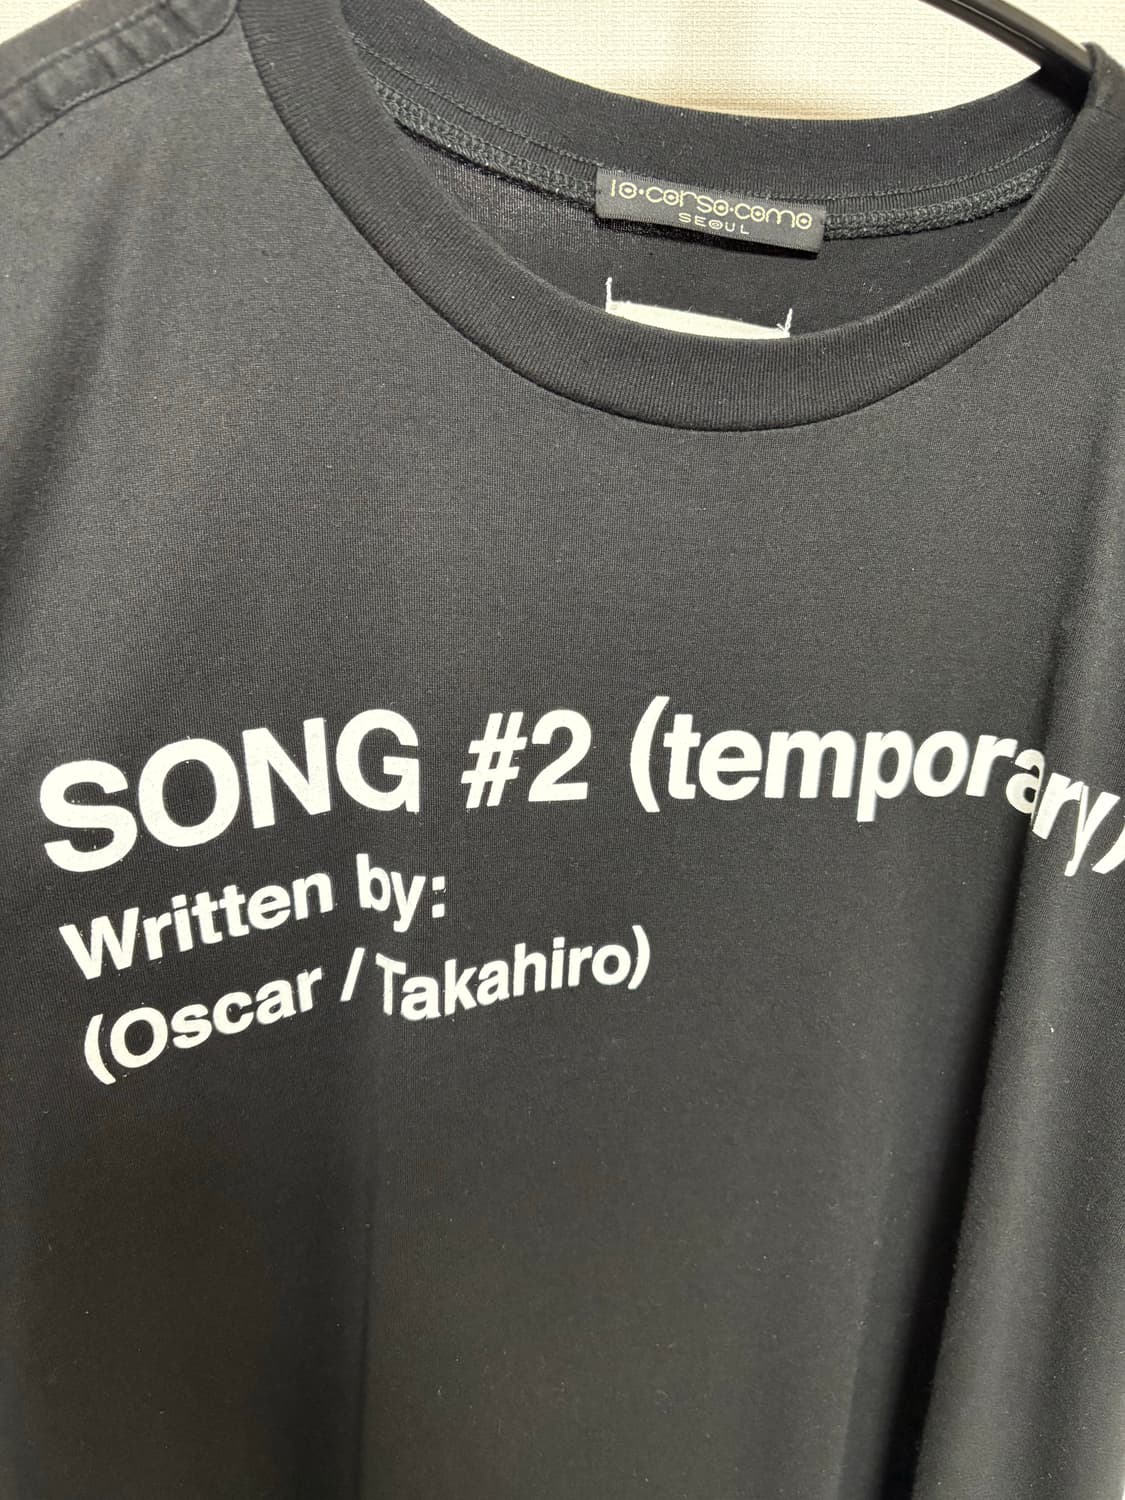 10·corso·como
SEOUL
SONG #2 (temporary)
Written by:
(Oscar / Takahiro)